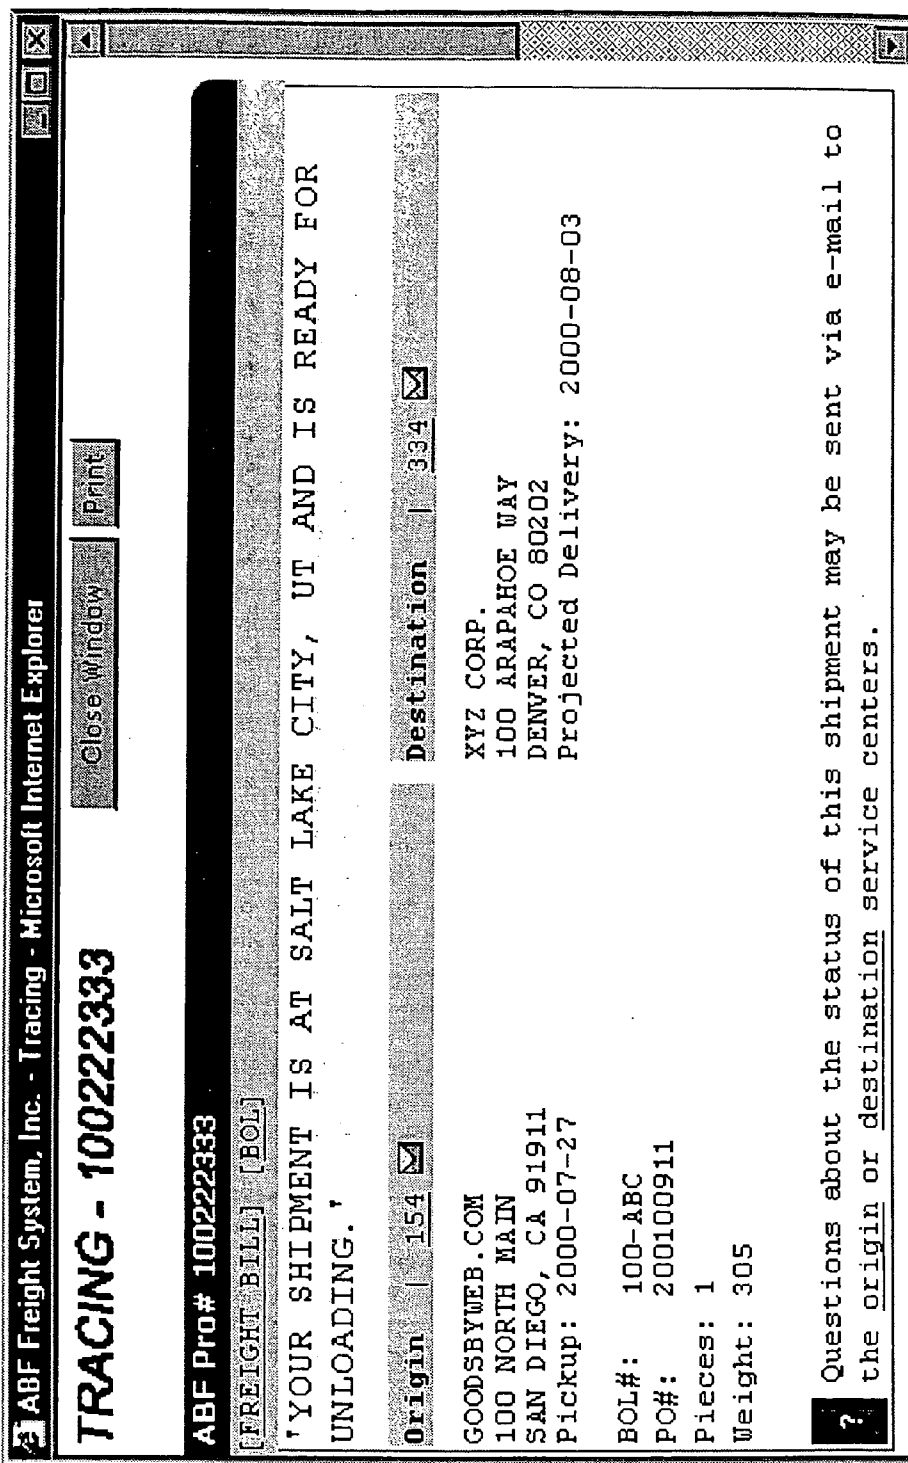 ABF Freight System, Inc. - Tracing - Microsoft Internet Explorer
TRACING - 10022333
Close Window Print
ABF Pro# 10022333
[FREIGHT BILL] [BOL]
'YOUR SHIPMENT IS AT SALT LAKE CITY, UT AND IS READY FOR
UNLOADING.'
Origin | 154
GOODSBYWEB.COM
100 NORTH MAIN
SAN DIEGO, CA 91911
Pickup: 2000-07-27
BOL#: 100-ABC
PO#: 200100911
Pieces: 1
Weight: 305
Destination | 334
XYZ CORP.
100 ARAPAHOE WAY
DENVER, CO 80202
Projected Delivery: 2000-08-03
? Questions about the status of this shipment may be sent via e-mail to
the origin or destination service centers.